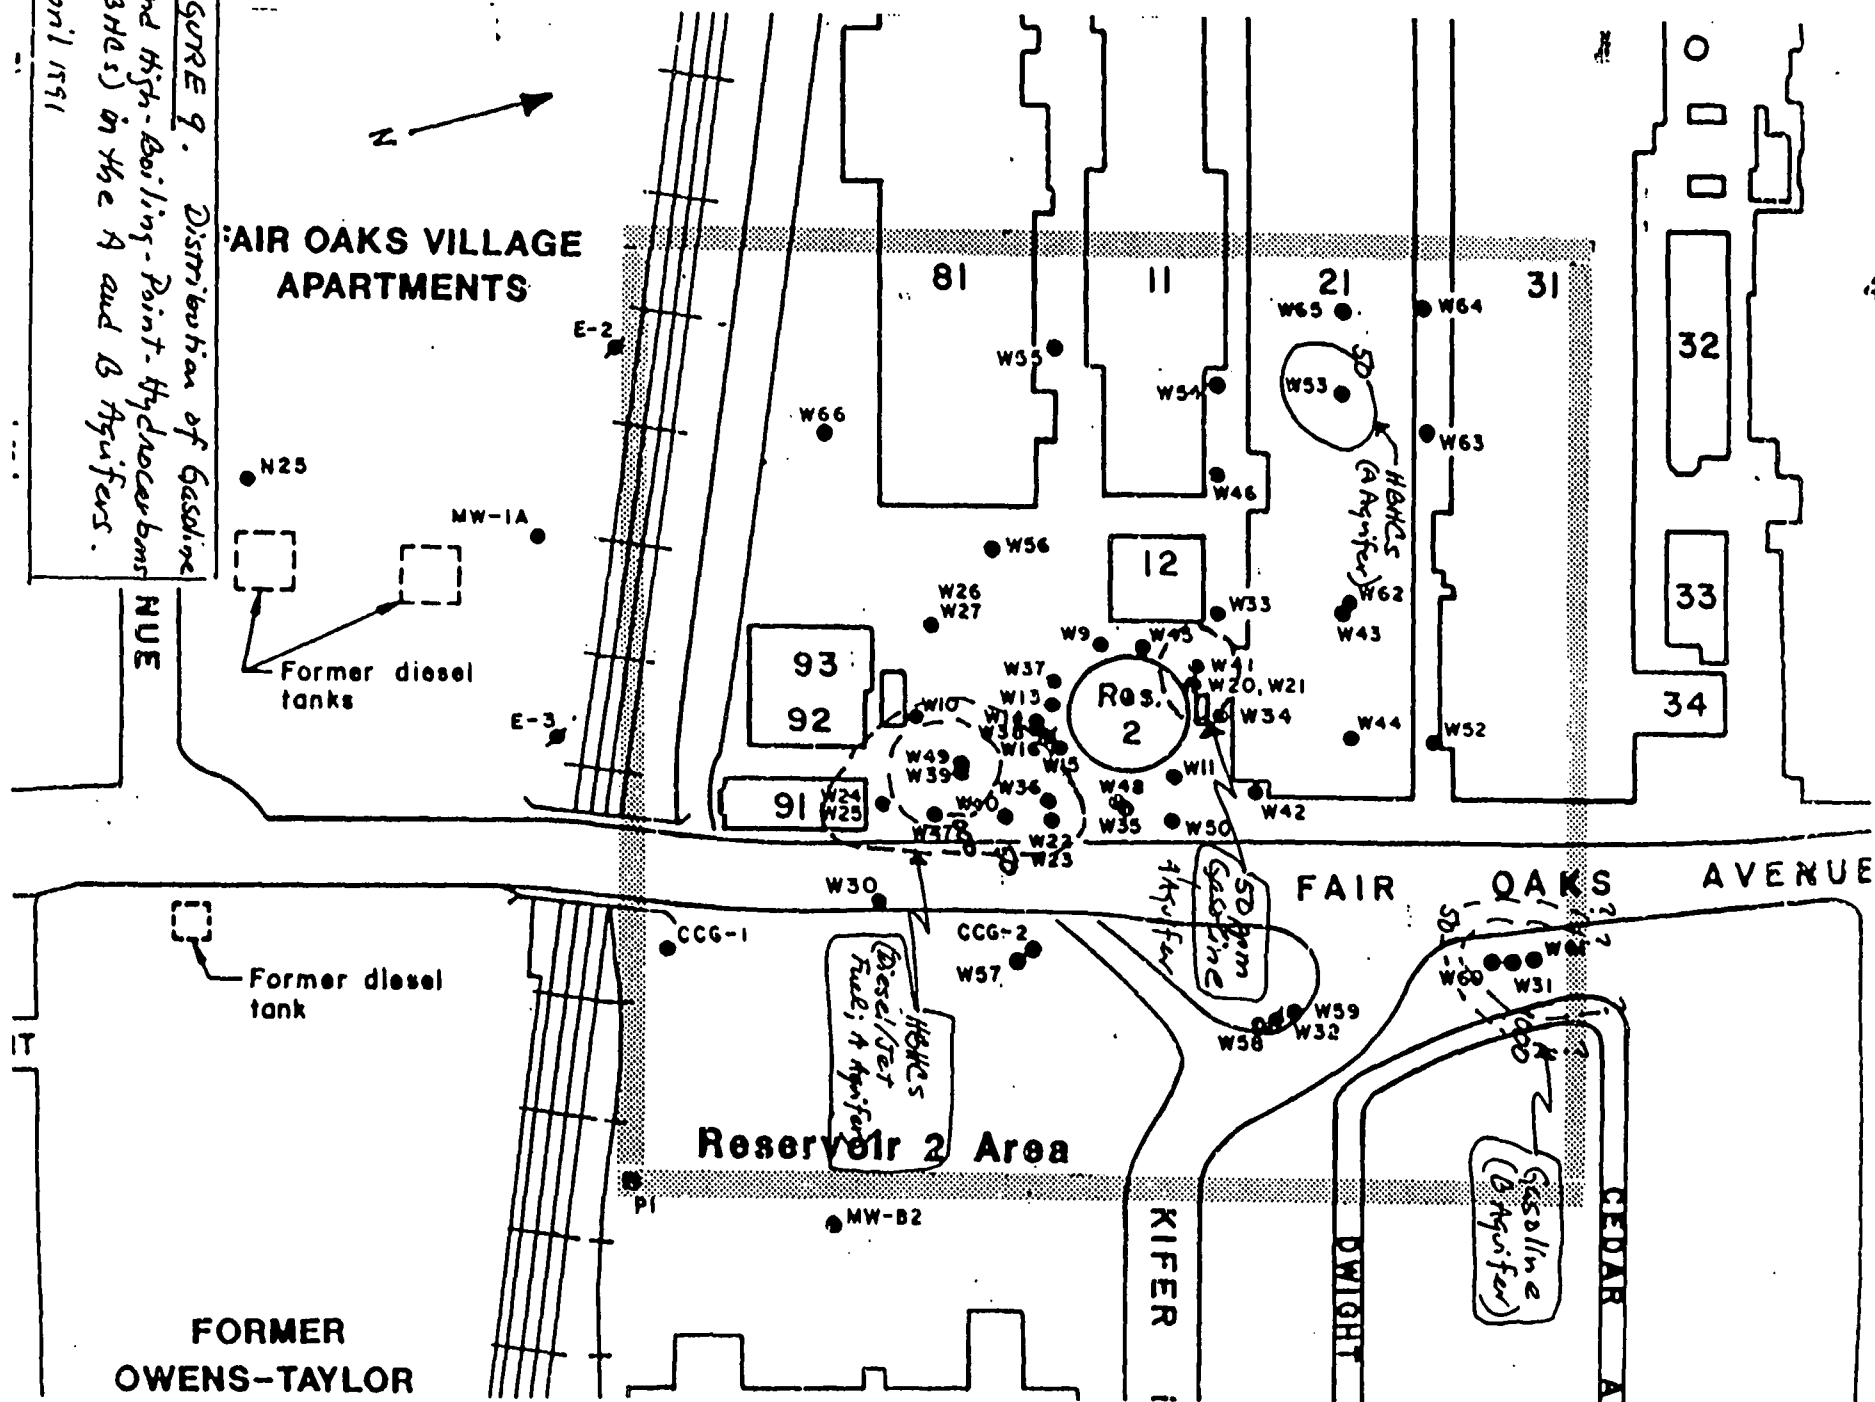 FIGURE 9. Distribution of Gasoline
and High-Boiling-Point-Hydrocarbons
(HBHCs) in the A and B Aquifers.
April 1991
N
FAIR OAKS VILLAGE
APARTMENTS
81
11
21
31
32
33
34
W65
W64
E-2
W55
W54
50
W53
W66
W63
HBHCS
(A Aquifer)
N25
W46
MW-1A
W56
12
W26
W27
W62
W43
W33
NUE
W9
W45
93
92
91
W37
W41
W20, W21
W13
Res.
2
W34
W10
W44
W52
E-3
W38
W16
W15
W49
W39
W11
W36
W48
W35
W42
W24
W25
W47
W50
W22
W23
50
Former diesel
tanks
FAIR OAKS AVENUE
50 ppm
Gasoline
A Aquifer
W30
CCG-1
CCG-2
W57
50
W60
W31
W59
W32
W58
1000
Former diesel
tank
IT
HBHCs
(Diesel/Jet
Fuel; A Aquifer)
Reservoir 2 Area
P1
MW-B2
Gasoline
(B Aquifer)
KIFER
DWIGHT
CEDAR A
FORMER
OWENS-TAYLOR